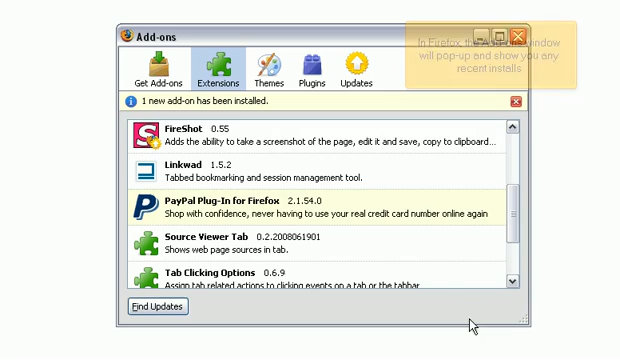 Add-ons
In Firefox, the Add-ons window
will pop-up and show you any
recent installs
Get Add-ons Extensions Themes Plugins Updates
1 new add-on has been installed.
FireShot 0.55
Adds the ability to take a screenshot of the page, edit it and save, copy to clipboard...
Linkwad 1.5.2
Tabbed bookmarking and session management tool.
PayPal Plug-In for Firefox 2.1.54.0
Shop with confidence, never having to use your real credit card number online again
Source Viewer Tab 0.2.2008061901
Shows web page sources in tab.
Tab Clicking Options 0.6.9
Assign tab related actions to clicking events on a tab or the tabbar
Find Updates